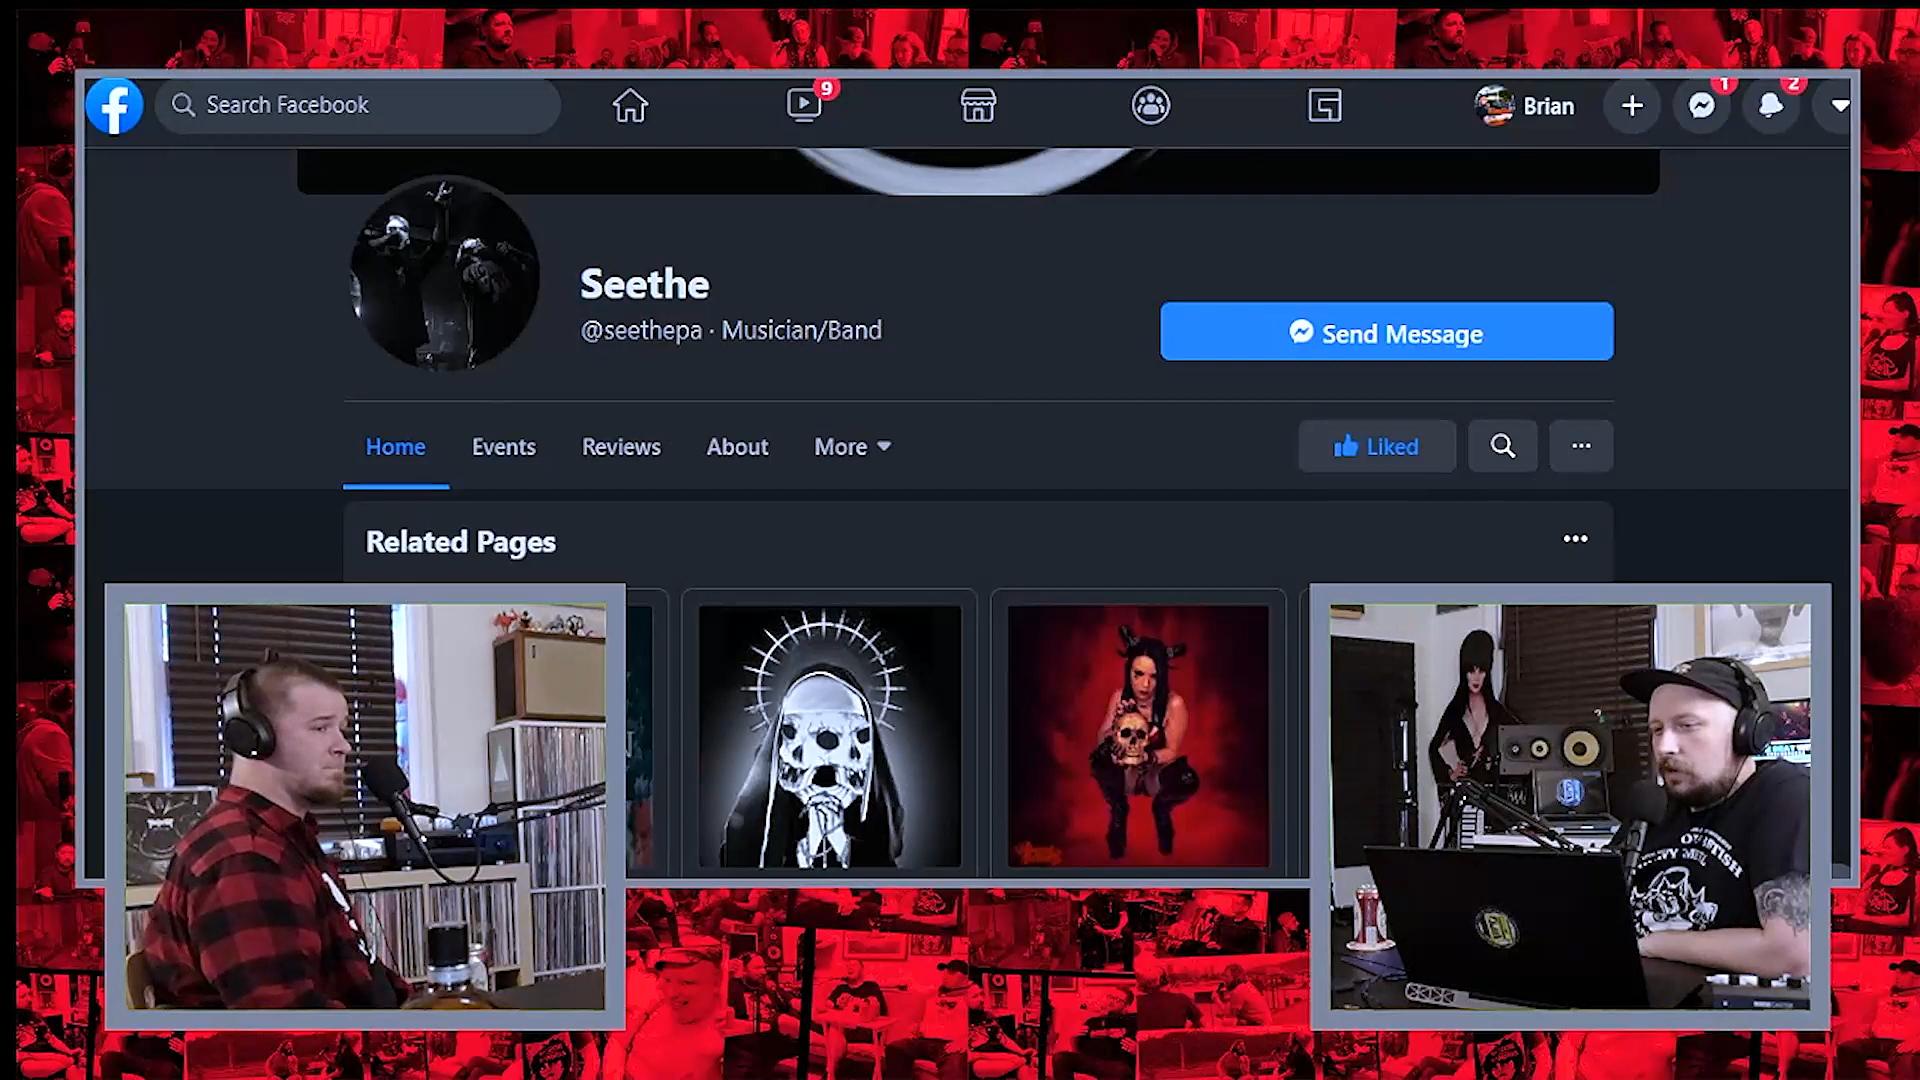 Search Facebook
9
Brian
1
2
Seethe
@seethepa · Musician/Band
Send Message
Home
Events
Reviews
About
More
Liked
Related Pages